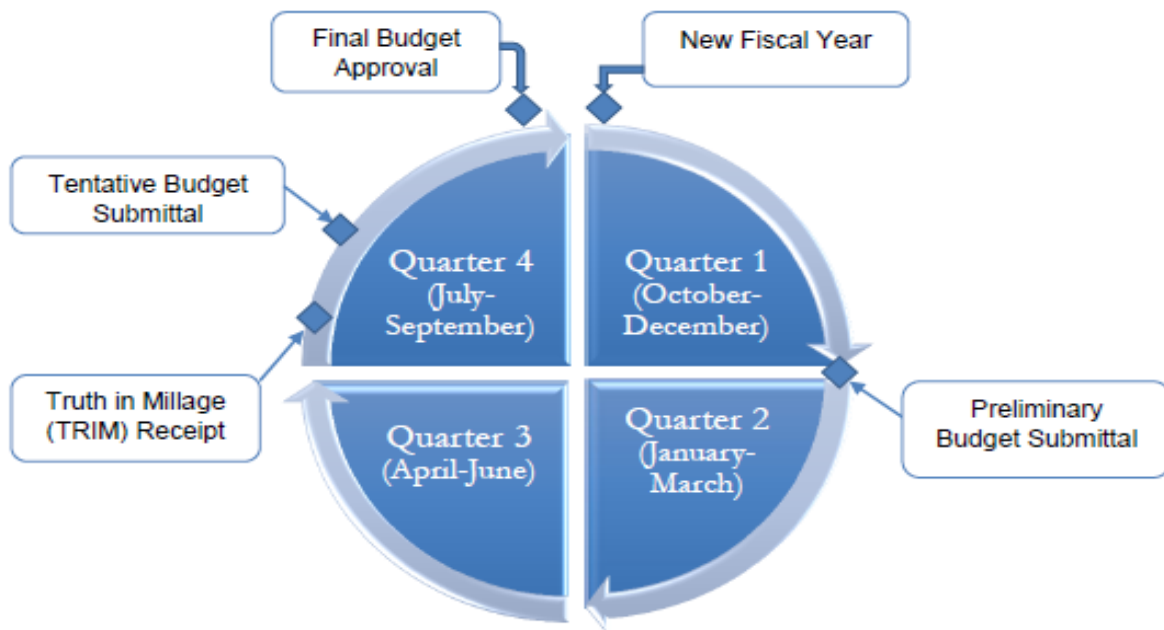 Final Budget
Approval
New Fiscal Year
Tentative Budget
Submittal
Quarter 4
(July-
September)
Quarter 1
(October-
December)
Truth in Millage
(TRIM) Receipt
Quarter 3
(April-June)
Quarter 2
(January-
March)
Preliminary
Budget Submittal